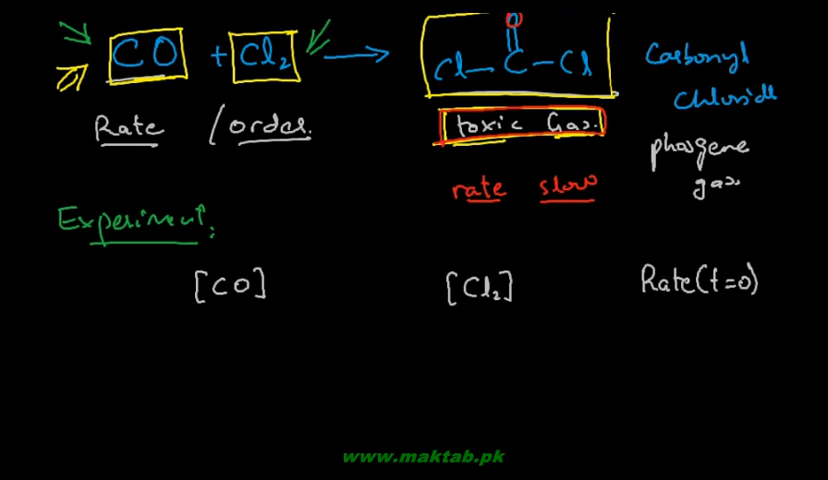 CO + Cl₂ ⟶ Cl—C—Cl
O
Carbonyl
Chloride
Rate / order.
toxic Gas.
phosgene
gas
rate slow
Experiment:
[CO] [Cl₂] Rate(t=0)
www.maktab.pk